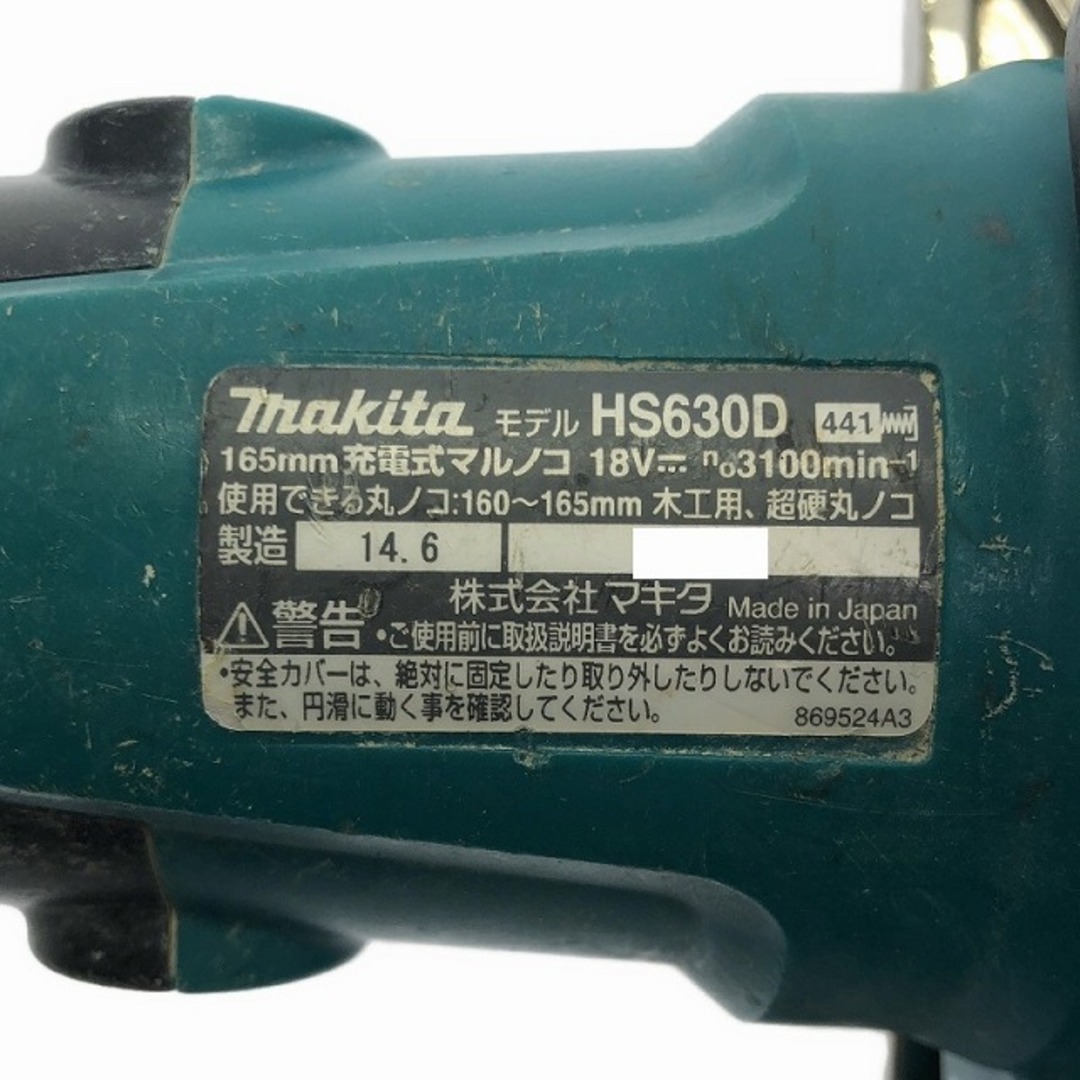 makita モデル HS630D 441
165mm充電式マルノコ 18V⎓ n₀3100min⁻¹
使用できる丸ノコ:160～165mm 木工用、超硬丸ノコ
製造 14.6
株式会社マキタ Made in Japan
警告 •ご使用前に取扱説明書を必ずよくお読みください。
•安全カバーは、絶対に固定したり取り外したりしないでください。
また、円滑に動く事を確認してください。 869524A3